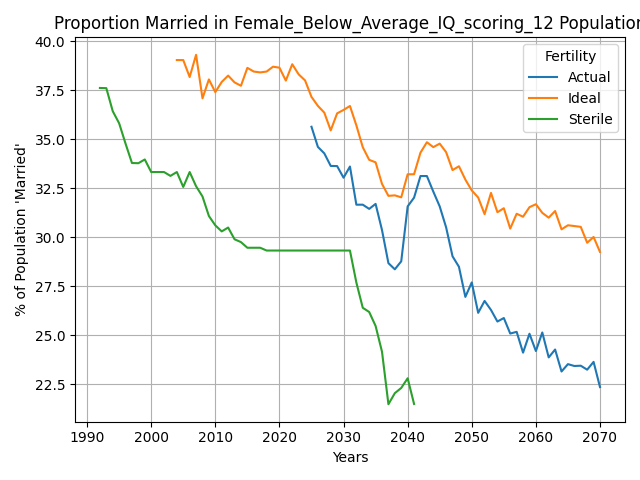 Proportion Married in Female_Below_Average_IQ_scoring_12 Population
Fertility
Actual
Ideal
Sterile
% of Population 'Married'
40.0
37.5
35.0
32.5
30.0
27.5
25.0
22.5
1990 2000 2010 2020 2030 2040 2050 2060 2070
Years